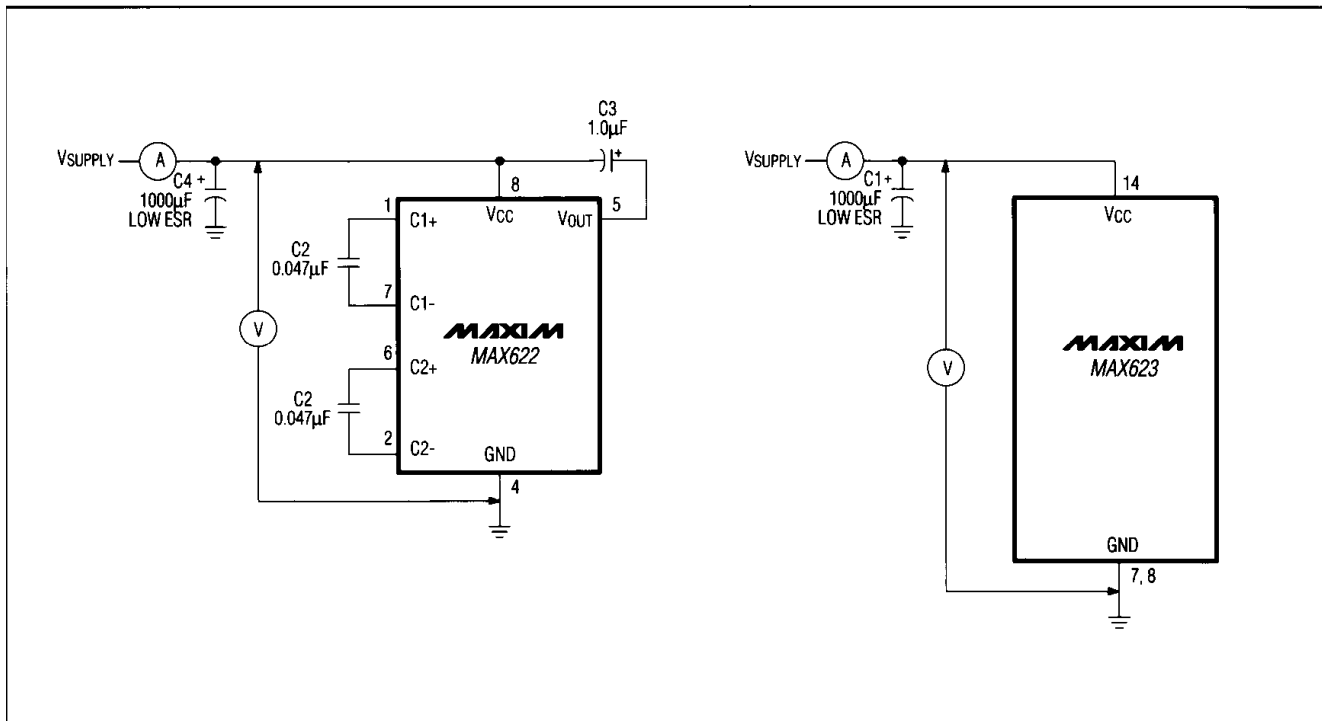 C3
1.0µF
VSUPPLY
A
C4 +
1000µF
LOW ESR
+
8
VCC
5
VOUT
1
C1+
C2
0.047µF
7
C1-
V
MAXIM
MAX622
6
C2+
C2
0.047µF
2
C2-
GND
4
VSUPPLY
A
C1+
1000µF
LOW ESR
14
VCC
V
MAXIM
MAX623
GND
7, 8